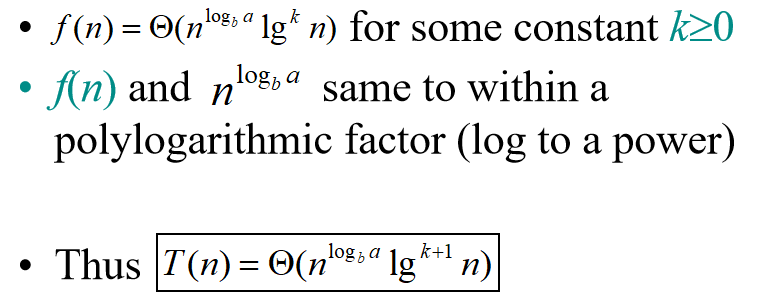 • f(n) = Θ(n^{log_b a} lg^k n) for some constant k≥0
• f(n) and n^{log_b a} same to within a
polylogarithmic factor (log to a power)
• Thus T(n) = Θ(n^{log_b a} lg^{k+1} n)